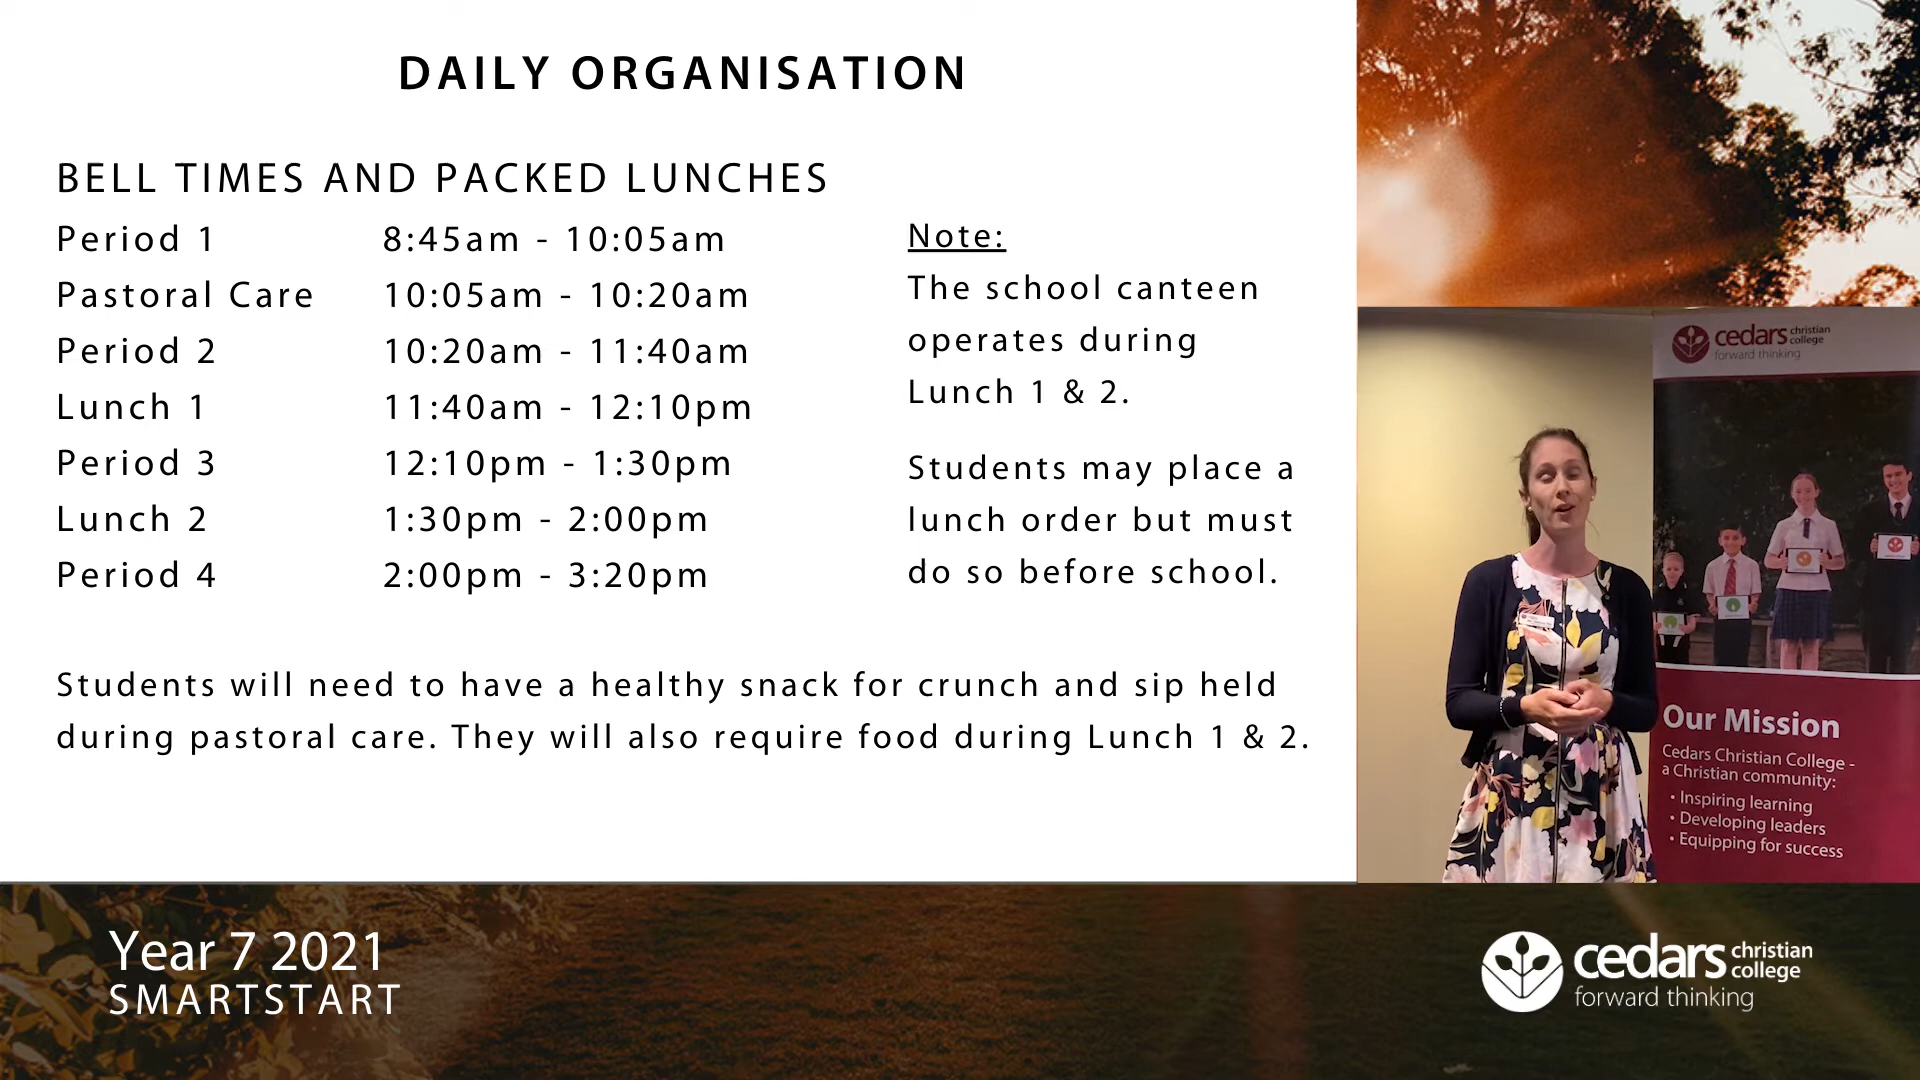 DAILY ORGANISATION
BELL TIMES AND PACKED LUNCHES
Period 1 8:45am - 10:05am
Pastoral Care 10:05am - 10:20am
Period 2 10:20am - 11:40am
Lunch 1 11:40am - 12:10pm
Period 3 12:10pm - 1:30pm
Lunch 2 1:30pm - 2:00pm
Period 4 2:00pm - 3:20pm
Note:
The school canteen
operates during
Lunch 1 & 2.
Students may place a
lunch order but must
do so before school.
Students will need to have a healthy snack for crunch and sip held
during pastoral care. They will also require food during Lunch 1 & 2.
cedars christian college
forward thinking
Our Mission
Cedars Christian College -
a Christian community:
• Inspiring learning
• Developing leaders
• Equipping for success
Year 7 2021
SMARTSTART
cedars christian college
forward thinking